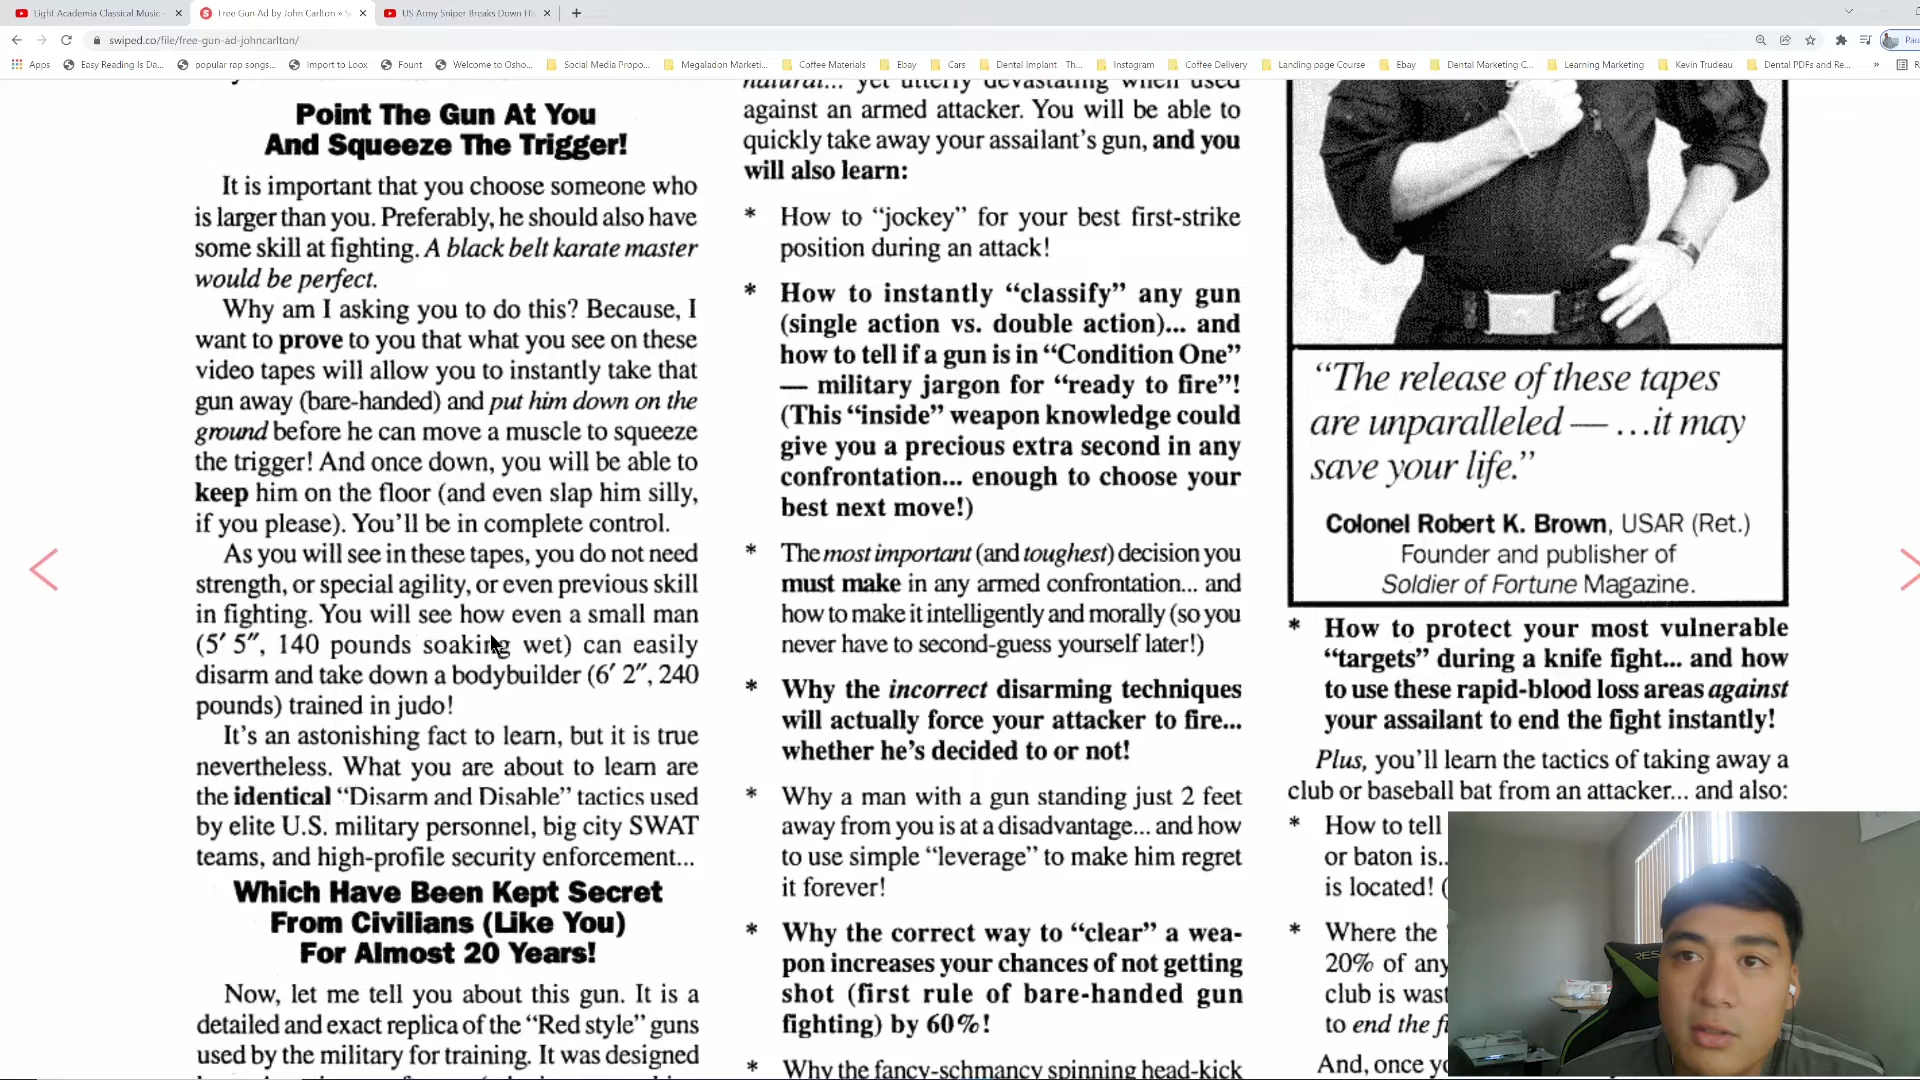 Light Academia Classical Music -
Free Gun Ad by John Carlton » S
US Army Sniper Breaks Down Hi
swiped.co/file/free-gun-ad-johncarlton/
Apps
Easy Reading Is Da...
popular rap songs...
Import to Loox
Fount
Welcome to Osho...
Social Media Propo...
Megaladon Marketi...
Coffee Materials
Ebay
Cars
Dental Implant Th...
Instagram
Coffee Delivery
Landing page Course
Ebay
Dental Marketing C...
Learning Marketing
Kevin Trudeau
Dental PDFs and Re...
Point The Gun At You
And Squeeze The Trigger!
It is important that you choose someone who
is larger than you. Preferably, he should also have
some skill at fighting. A black belt karate master
would be perfect.
Why am I asking you to do this? Because, I
want to prove to you that what you see on these
video tapes will allow you to instantly take that
gun away (bare-handed) and put him down on the
ground before he can move a muscle to squeeze
the trigger! And once down, you will be able to
keep him on the floor (and even slap him silly,
if you please). You'll be in complete control.
As you will see in these tapes, you do not need
strength, or special agility, or even previous skill
in fighting. You will see how even a small man
(5′ 5″, 140 pounds soaking wet) can easily
disarm and take down a bodybuilder (6′ 2″, 240
pounds) trained in judo!
It's an astonishing fact to learn, but it is true
nevertheless. What you are about to learn are
the identical "Disarm and Disable" tactics used
by elite U.S. military personnel, big city SWAT
teams, and high-profile security enforcement...
Which Have Been Kept Secret
From Civilians (Like You)
For Almost 20 Years!
Now, let me tell you about this gun. It is a
detailed and exact replica of the "Red style" guns
used by the military for training. It was designed
natural... yet utterly devastating when used
against an armed attacker. You will be able to
quickly take away your assailant's gun, and you
will also learn:
* How to "jockey" for your best first-strike
position during an attack!
* How to instantly "classify" any gun
(single action vs. double action)... and
how to tell if a gun is in "Condition One"
— military jargon for "ready to fire"!
(This "inside" weapon knowledge could
give you a precious extra second in any
confrontation... enough to choose your
best next move!)
* The most important (and toughest) decision you
must make in any armed confrontation... and
how to make it intelligently and morally (so you
never have to second-guess yourself later!)
* Why the incorrect disarming techniques
will actually force your attacker to fire...
whether he's decided to or not!
* Why a man with a gun standing just 2 feet
away from you is at a disadvantage... and how
to use simple "leverage" to make him regret
it forever!
* Why the correct way to "clear" a wea-
pon increases your chances of not getting
shot (first rule of bare-handed gun
fighting) by 60%!
* Why the fancy-schmancy spinning head-kick
"The release of these tapes
are unparalleled — ...it may
save your life."
Colonel Robert K. Brown, USAR (Ret.)
Founder and publisher of
Soldier of Fortune Magazine.
* How to protect your most vulnerable
"targets" during a knife fight... and how
to use these rapid-blood loss areas against
your assailant to end the fight instantly!
Plus, you'll learn the tactics of taking away a
club or baseball bat from an attacker... and also:
* How to tell
or baton is..
is located! (
* Where the
20% of any
club is wast
to end the f
And, once yo